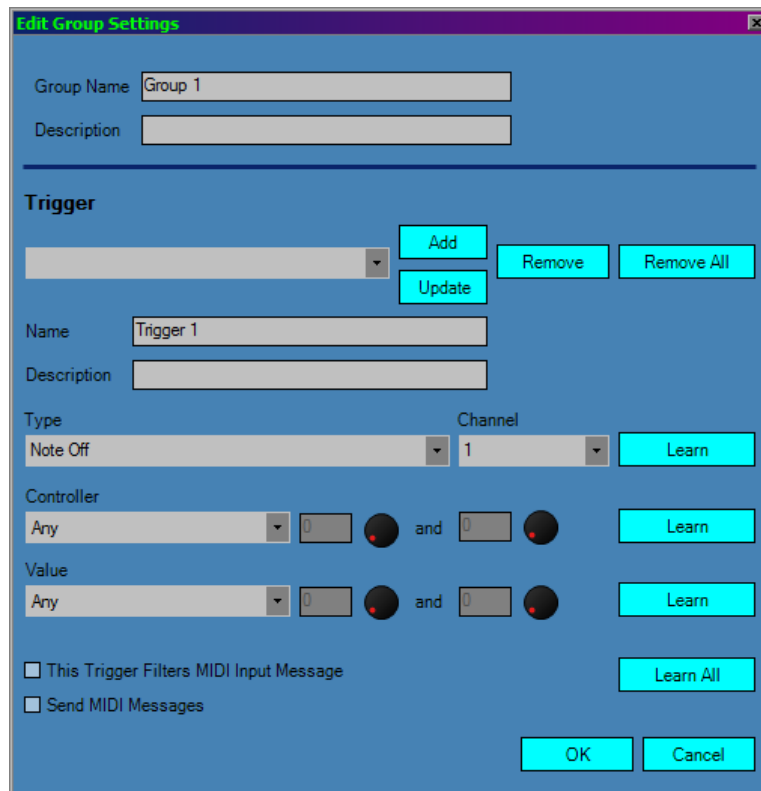 Edit Group Settings
Group Name Group 1
Description
Trigger
Add
Remove Remove All
Update
Name Trigger 1
Description
Type Channel
Note Off 1 Learn
Controller
Any 0 and 0 Learn
Value
Any 0 and 0 Learn
This Trigger Filters MIDI Input Message Learn All
Send MIDI Messages
OK Cancel